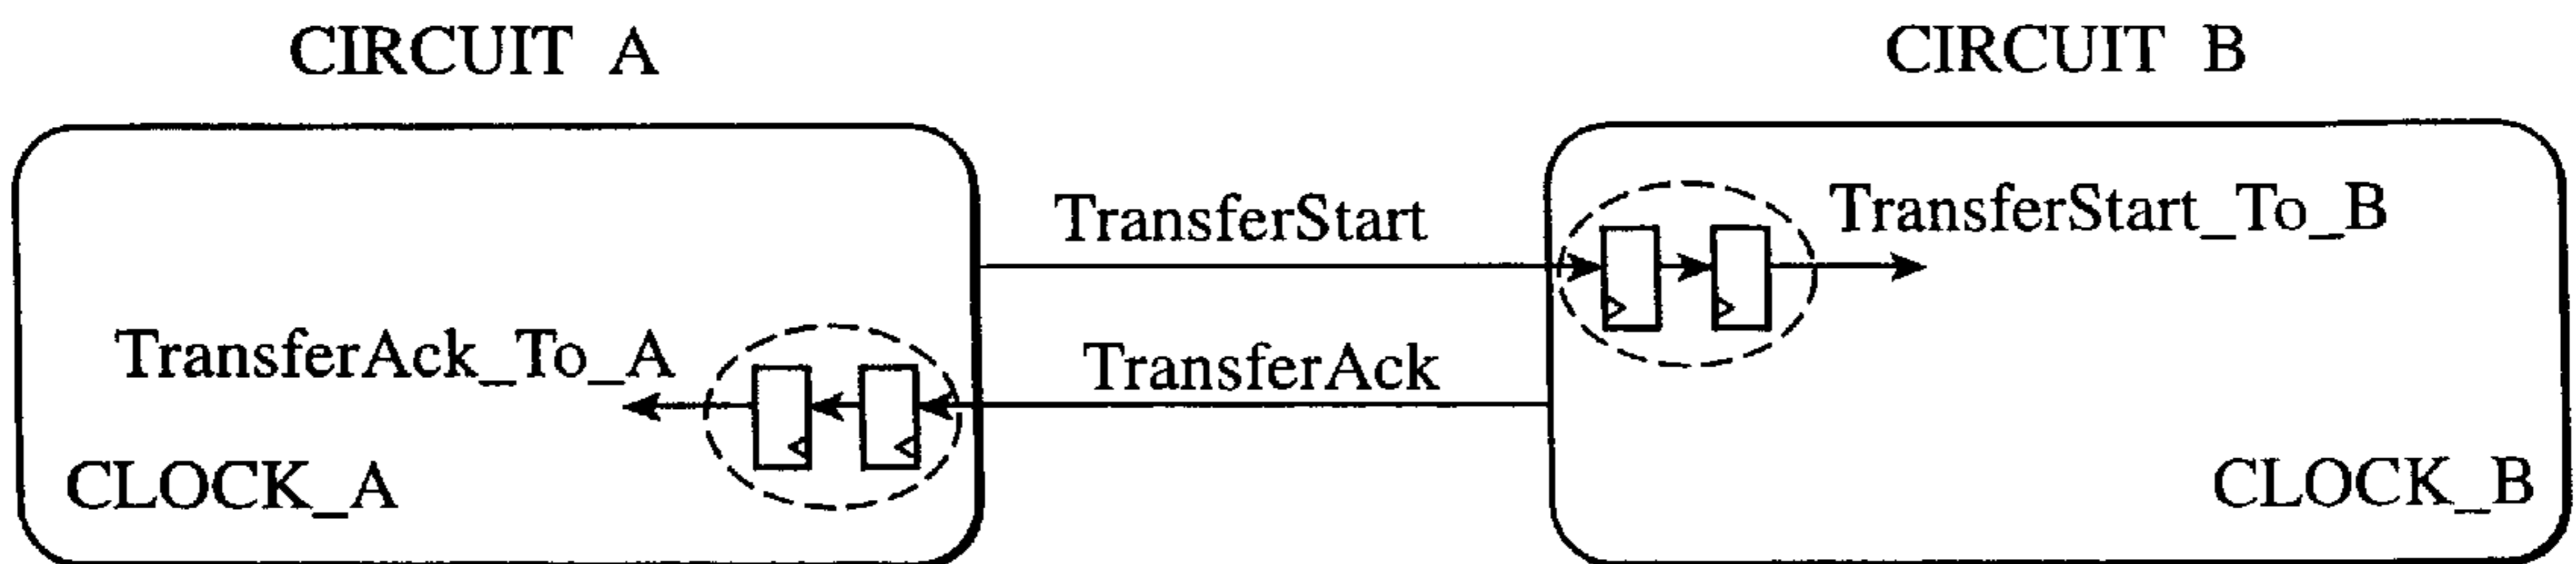 CIRCUIT A
CIRCUIT B
TransferStart
TransferStart_To_B
TransferAck_To_A
TransferAck
CLOCK_A
CLOCK_B